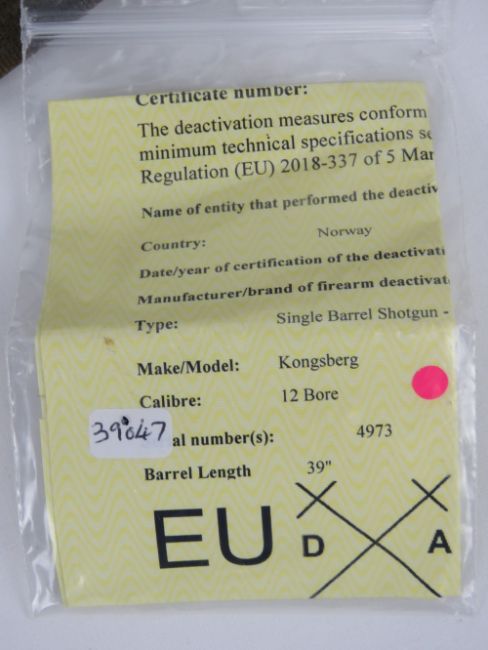 Certificate number:
The deactivation measures conform
minimum technical specifications se
Regulation (EU) 2018-337 of 5 Mar
Name of entity that performed the deactiv
Country: Norway
Date/year of certification of the deactivati
Manufacturer/brand of firearm deactivat
Type: Single Barrel Shotgun -
Make/Model: Kongsberg
Calibre: 12 Bore
39047
al number(s): 4973
Barrel Length 39"
EU D A